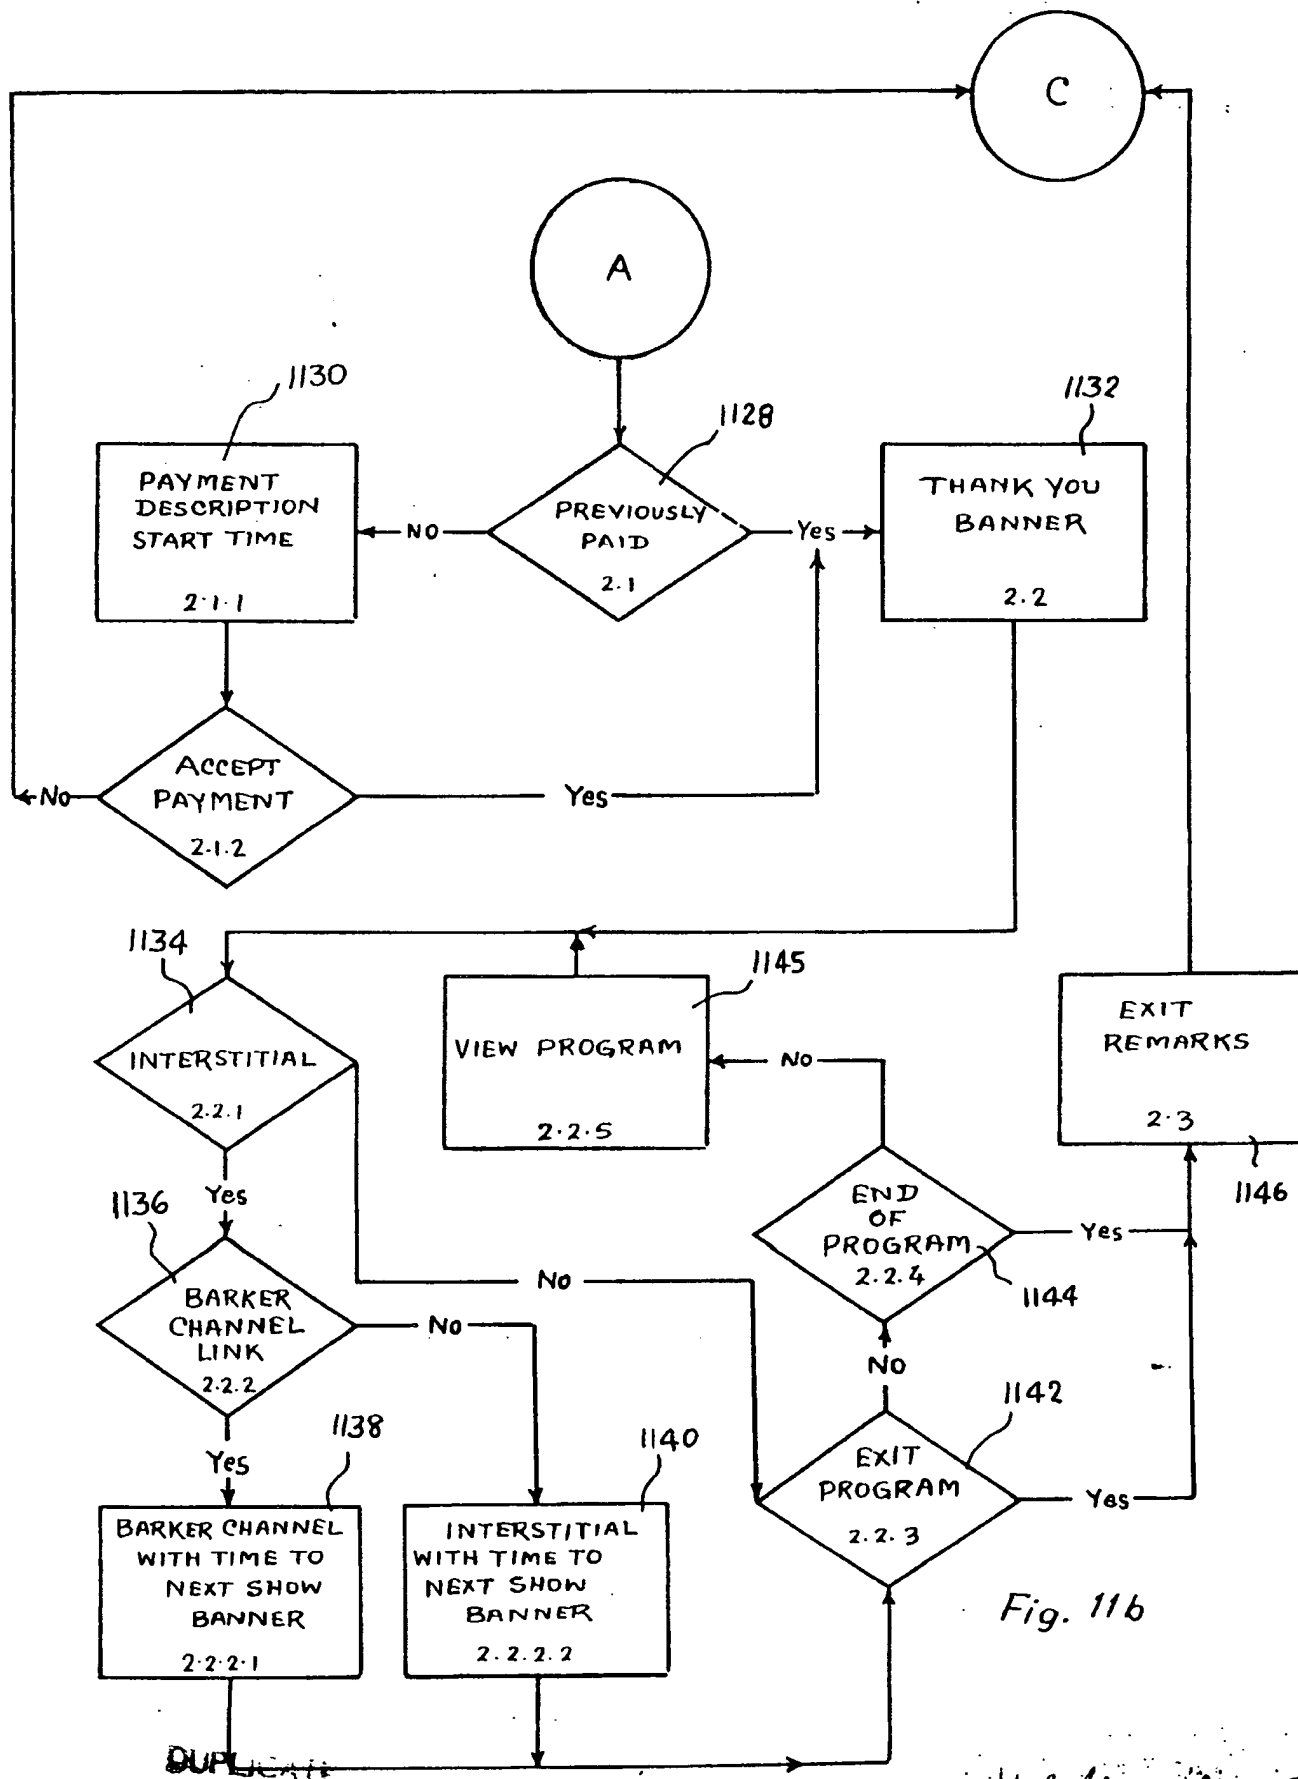 C
A
1130
1128
1132
PAYMENT
DESCRIPTION
START TIME
2.1.1
NO
PREVIOUSLY
PAID
2.1
Yes
THANK YOU
BANNER
2.2
ACCEPT
PAYMENT
2.1.2
No
Yes
1134
INTERSTITIAL
2.2.1
1145
VIEW PROGRAM
2.2.5
No
EXIT
REMARKS
2.3
1146
Yes
1136
BARKER
CHANNEL
LINK
2.2.2
No
No
END
OF
PROGRAM
2.2.4
1144
Yes
NO
Yes
1138
1140
1142
EXIT
PROGRAM
2.2.3
Yes
BARKER CHANNEL
WITH TIME TO
NEXT SHOW
BANNER
2.2.2.1
INTERSTITIAL
WITH TIME TO
NEXT SHOW
BANNER
2.2.2.2
Fig. 11b